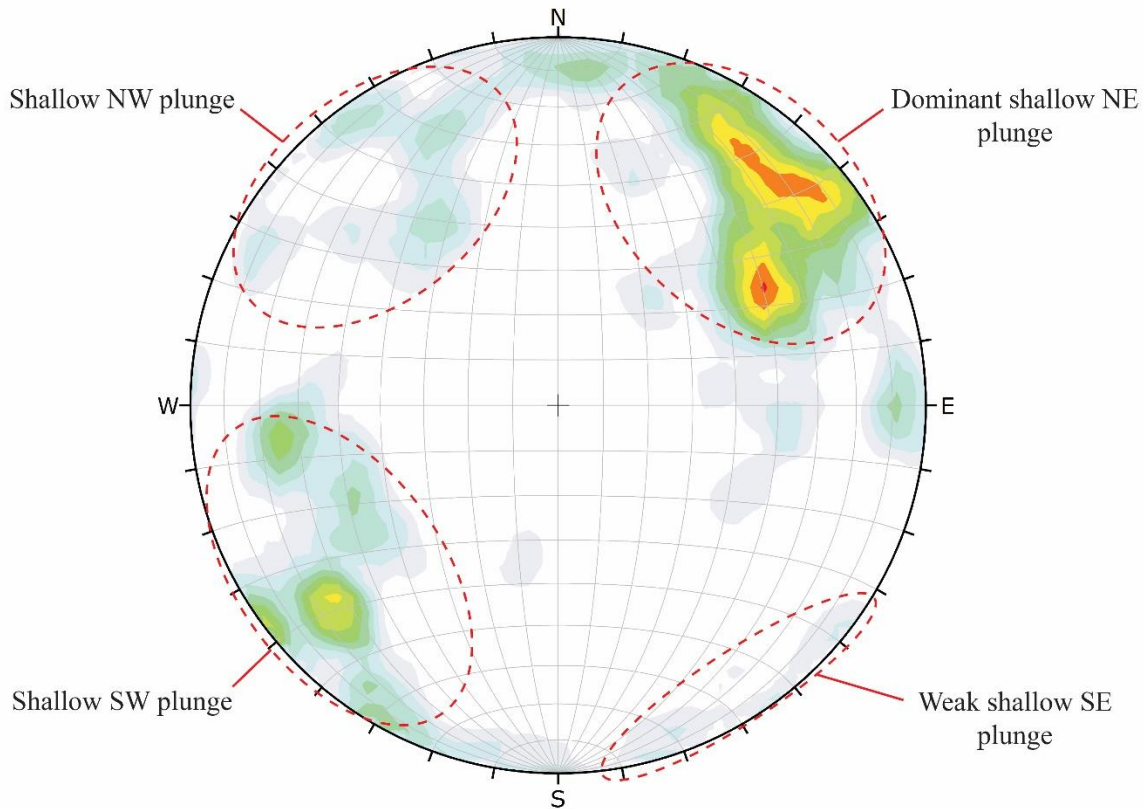 N
Shallow NW plunge
Dominant shallow NE
plunge
W
E
Shallow SW plunge
Weak shallow SE
plunge
S